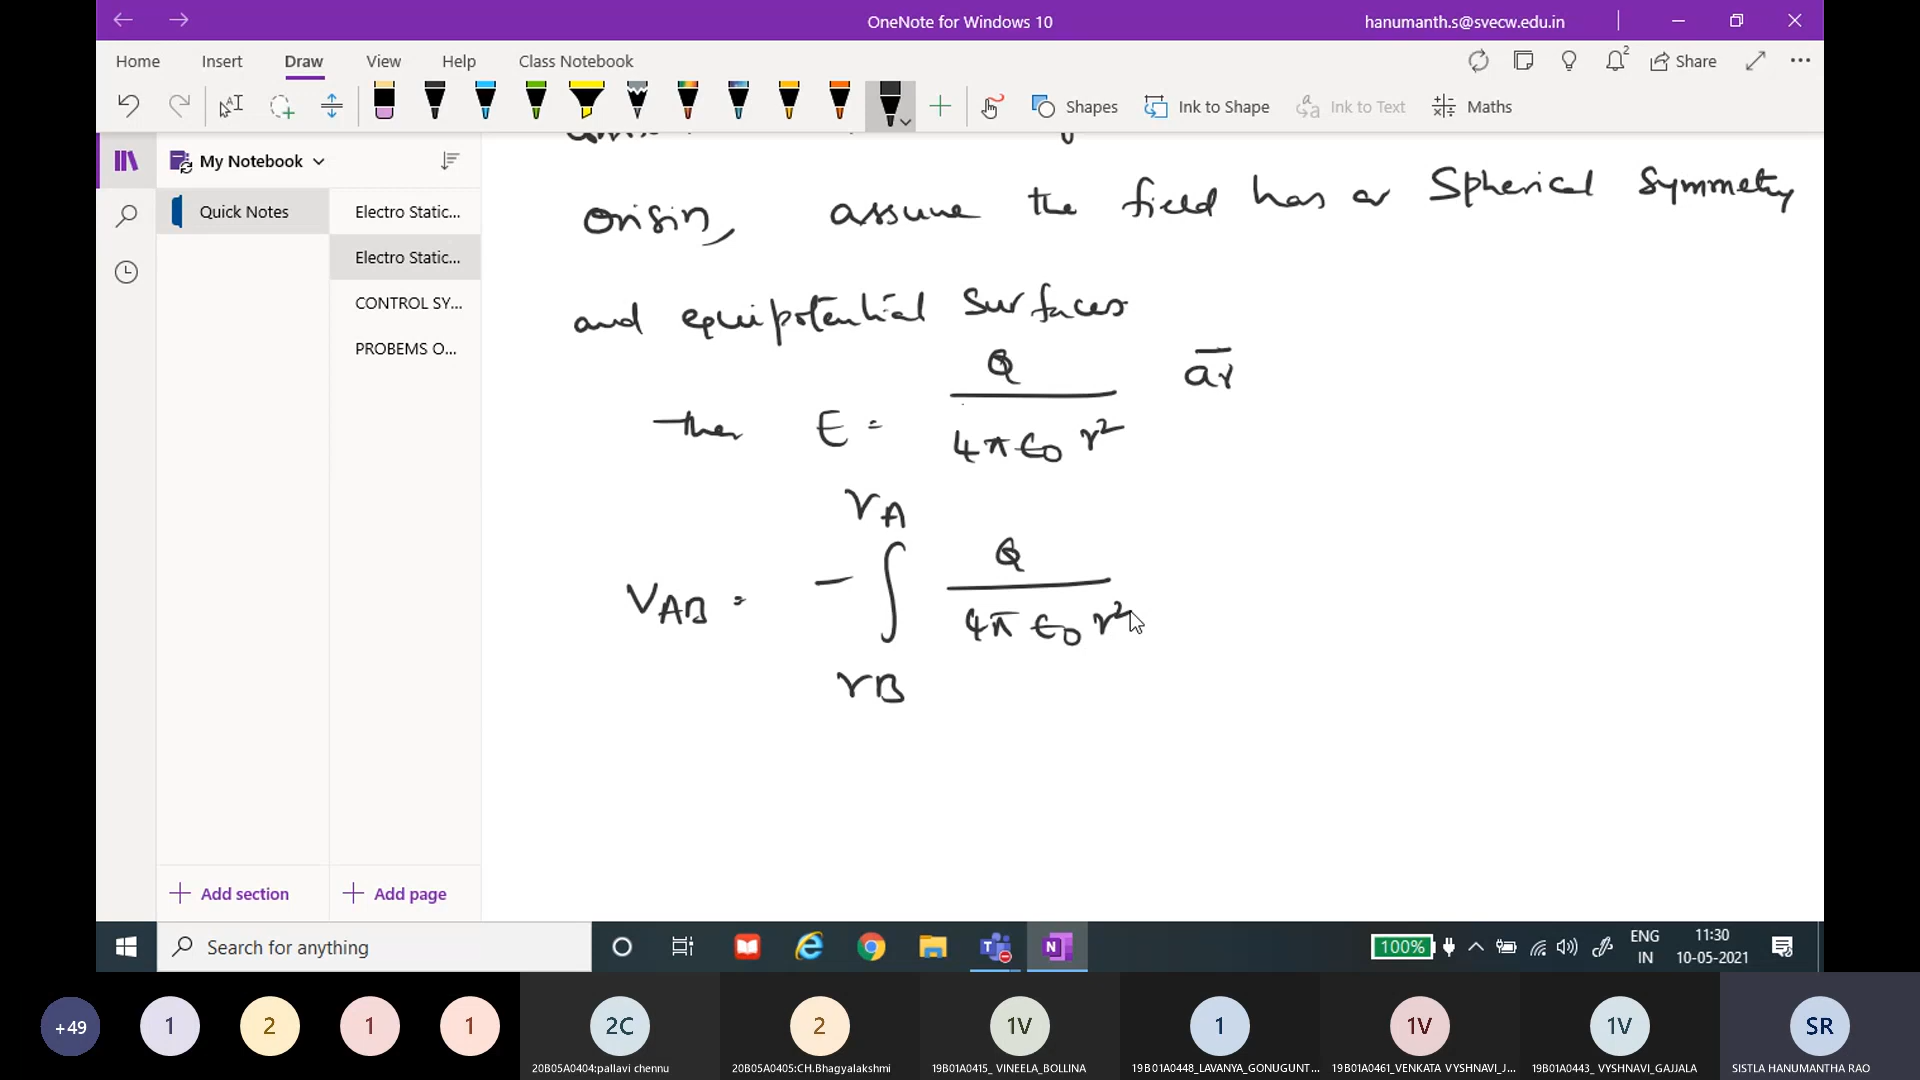 OneNote for Windows 10
hanumanth.s@svecw.edu.in
Home Insert Draw View Help Class Notebook
2
Share
Shapes Ink to Shape Ink to Text Maths
My Notebook
Quick Notes
Electro Static...
Electro Static...
CONTROL SY...
PROBEMS O...
origin, assume the field has a Spherical Symmetry
and equipotential Surfaces
then E = Q / 4π ϵ0 r² ar
VAB = - ∫ rB rA Q / 4π ϵ0 r²
Add section
Add page
Search for anything
100%
ENG
IN
11:30
10-05-2021
+49 1 2 1 1 2C 2 1V 1 1V 1V SR
20B05A0404:pallavi chennu
20B05A0405:CH.Bhagyalakshmi
19B01A0415_ VINEELA_BOLLINA
19B01A0448_LAVANYA_GONUGUNT...
19B01A0461_VENKATA VYSHNAVI_J...
19B01A0443_ VYSHNAVI_GAJJALA
SISTLA HANUMANTHA RAO